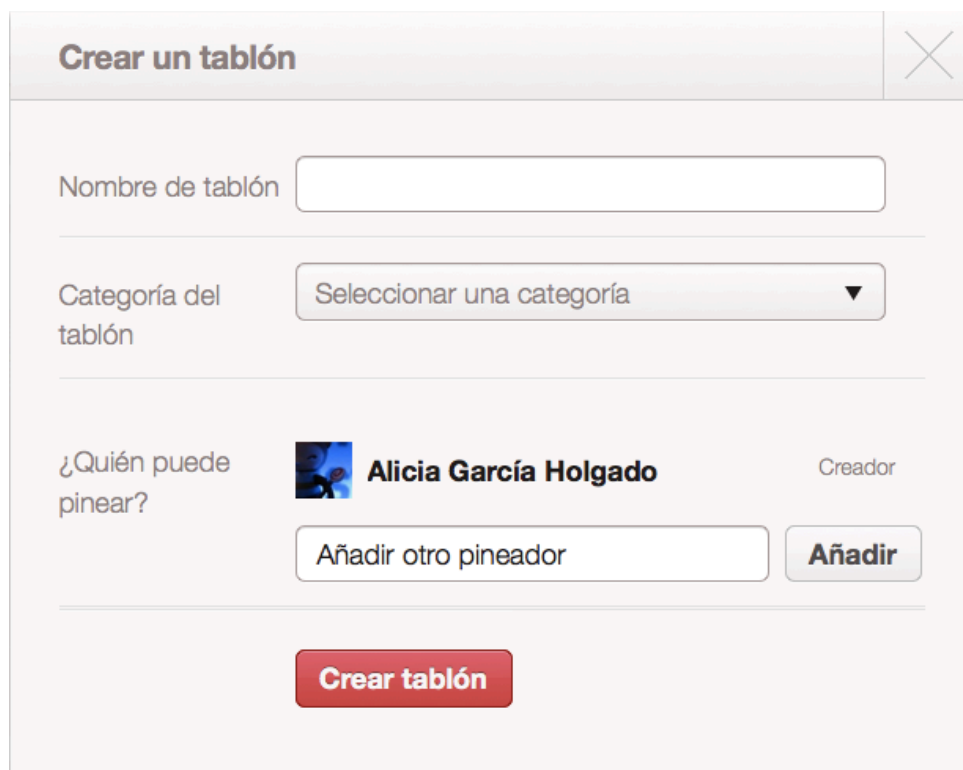 Crear un tablón
Nombre de tablón
Categoría del
tablón
Seleccionar una categoría
¿Quién puede
pinear?
Alicia García Holgado
Creador
Añadir otro pineador
Añadir
Crear tablón